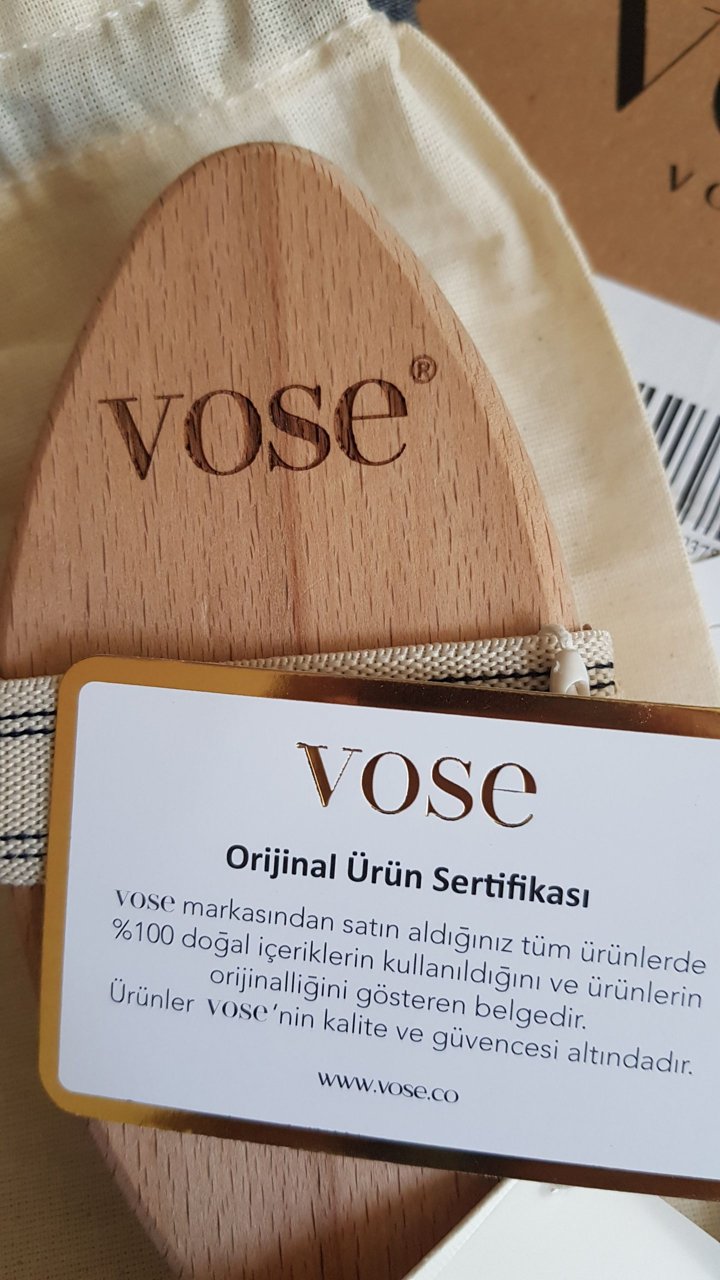 vose®
vose
Orijinal Ürün Sertifikası
vose markasından satın aldığınız tüm ürünlerde
%100 doğal içeriklerin kullanıldığını ve ürünlerin
orijinalliğini gösteren belgedir.
Ürünler vose'nin kalite ve güvencesi altındadır.
www.vose.co